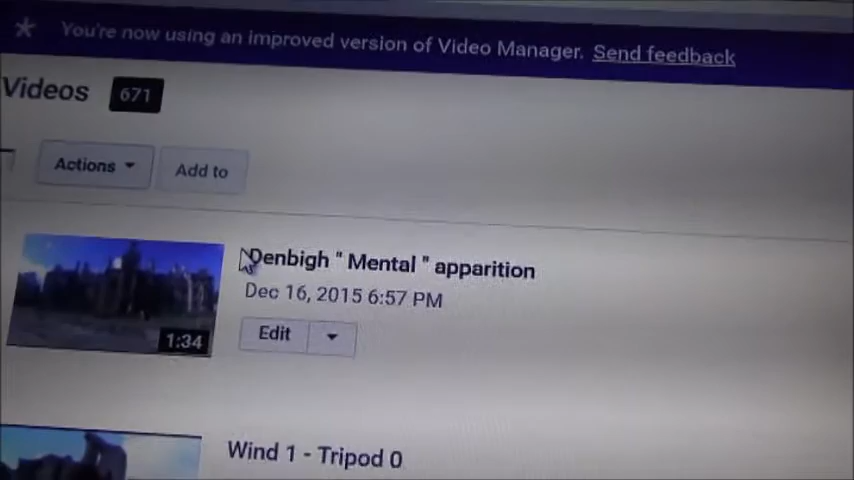 You're now using an improved version of Video Manager. Send feedback
Videos 671
Actions Add to
Denbigh " Mental " apparition
Dec 16, 2015 6:57 PM
1:34
Edit
Wind 1 - Tripod 0